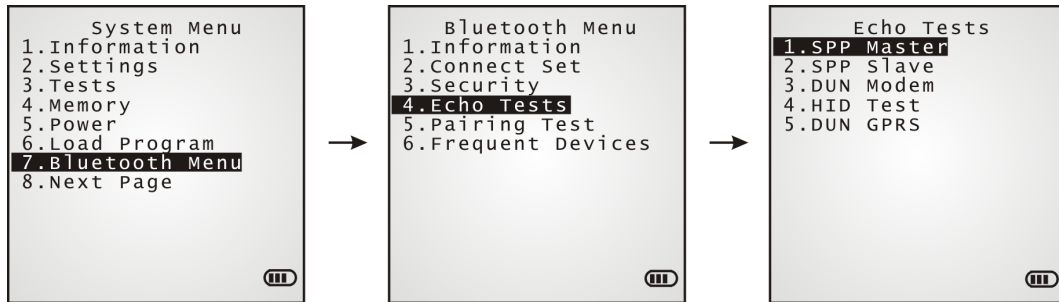 System Menu
1.Information
2.Settings
3.Tests
4.Memory
5.Power
6.Load Program
7.Bluetooth Menu
8.Next Page
Bluetooth Menu
1.Information
2.Connect Set
3.Security
4.Echo Tests
5.Pairing Test
6.Frequent Devices
Echo Tests
1.SPP Master
2.SPP Slave
3.DUN Modem
4.HID Test
5.DUN GPRS